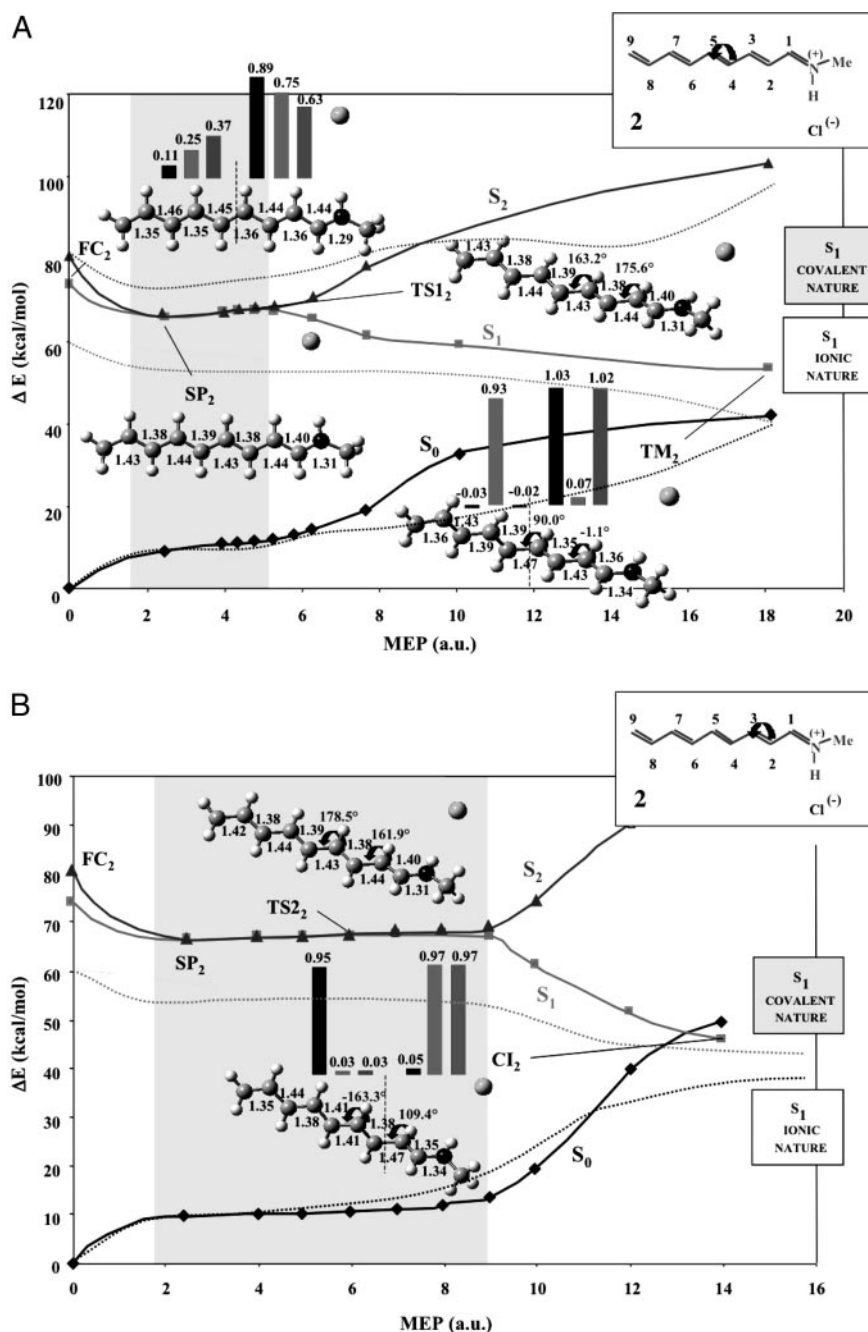 A
9 7 5 3 1
8 6 4 2
(+)
N
Me
H
2
Cl(-)
120
100
80
60
40
20
0
ΔE (kcal/mol)
0.11
0.25
0.37
0.89
0.75
0.63
1.46 1.45 1.44 1.44
1.35 1.35 1.36 1.36 1.29
FC2
S2
TS12
1.43 1.38 1.39 163.2° 1.38 175.6° 1.40
1.44 1.43 1.44 1.31
S1
COVALENT
NATURE
S1
SP2
S1
IONIC
NATURE
0.93
1.03
1.02
TM2
1.38 1.39 1.38 1.40
1.43 1.44 1.43 1.44 1.31
S0
-0.03
-0.02
0.07
1.43 1.39 90.0° 1.35 -1.1° 1.36
1.36 1.39 1.47 1.43 1.34
0 2 4 6 8 10 12 14 16 18 20
MEP (a.u.)
B
9 7 5 3 1
8 6 4 2
(+)
N
Me
H
2
Cl(-)
100
90
80
70
60
50
40
30
20
10
0
ΔE (kcal/mol)
1.38 1.39 178.5° 1.38 161.9° 1.40
1.42 1.44 1.43 1.44 1.31
FC2
S2
TS22
SP2
S1
COVALENT
NATURE
0.95
0.97 0.97
S1
0.03 0.03
0.05
CI2
1.44 1.41 -163.3° 1.38 109.4° 1.35
1.35 1.38 1.41 1.47 1.34
S1
IONIC
NATURE
S0
0 2 4 6 8 10 12 14 16
MEP (a.u.)